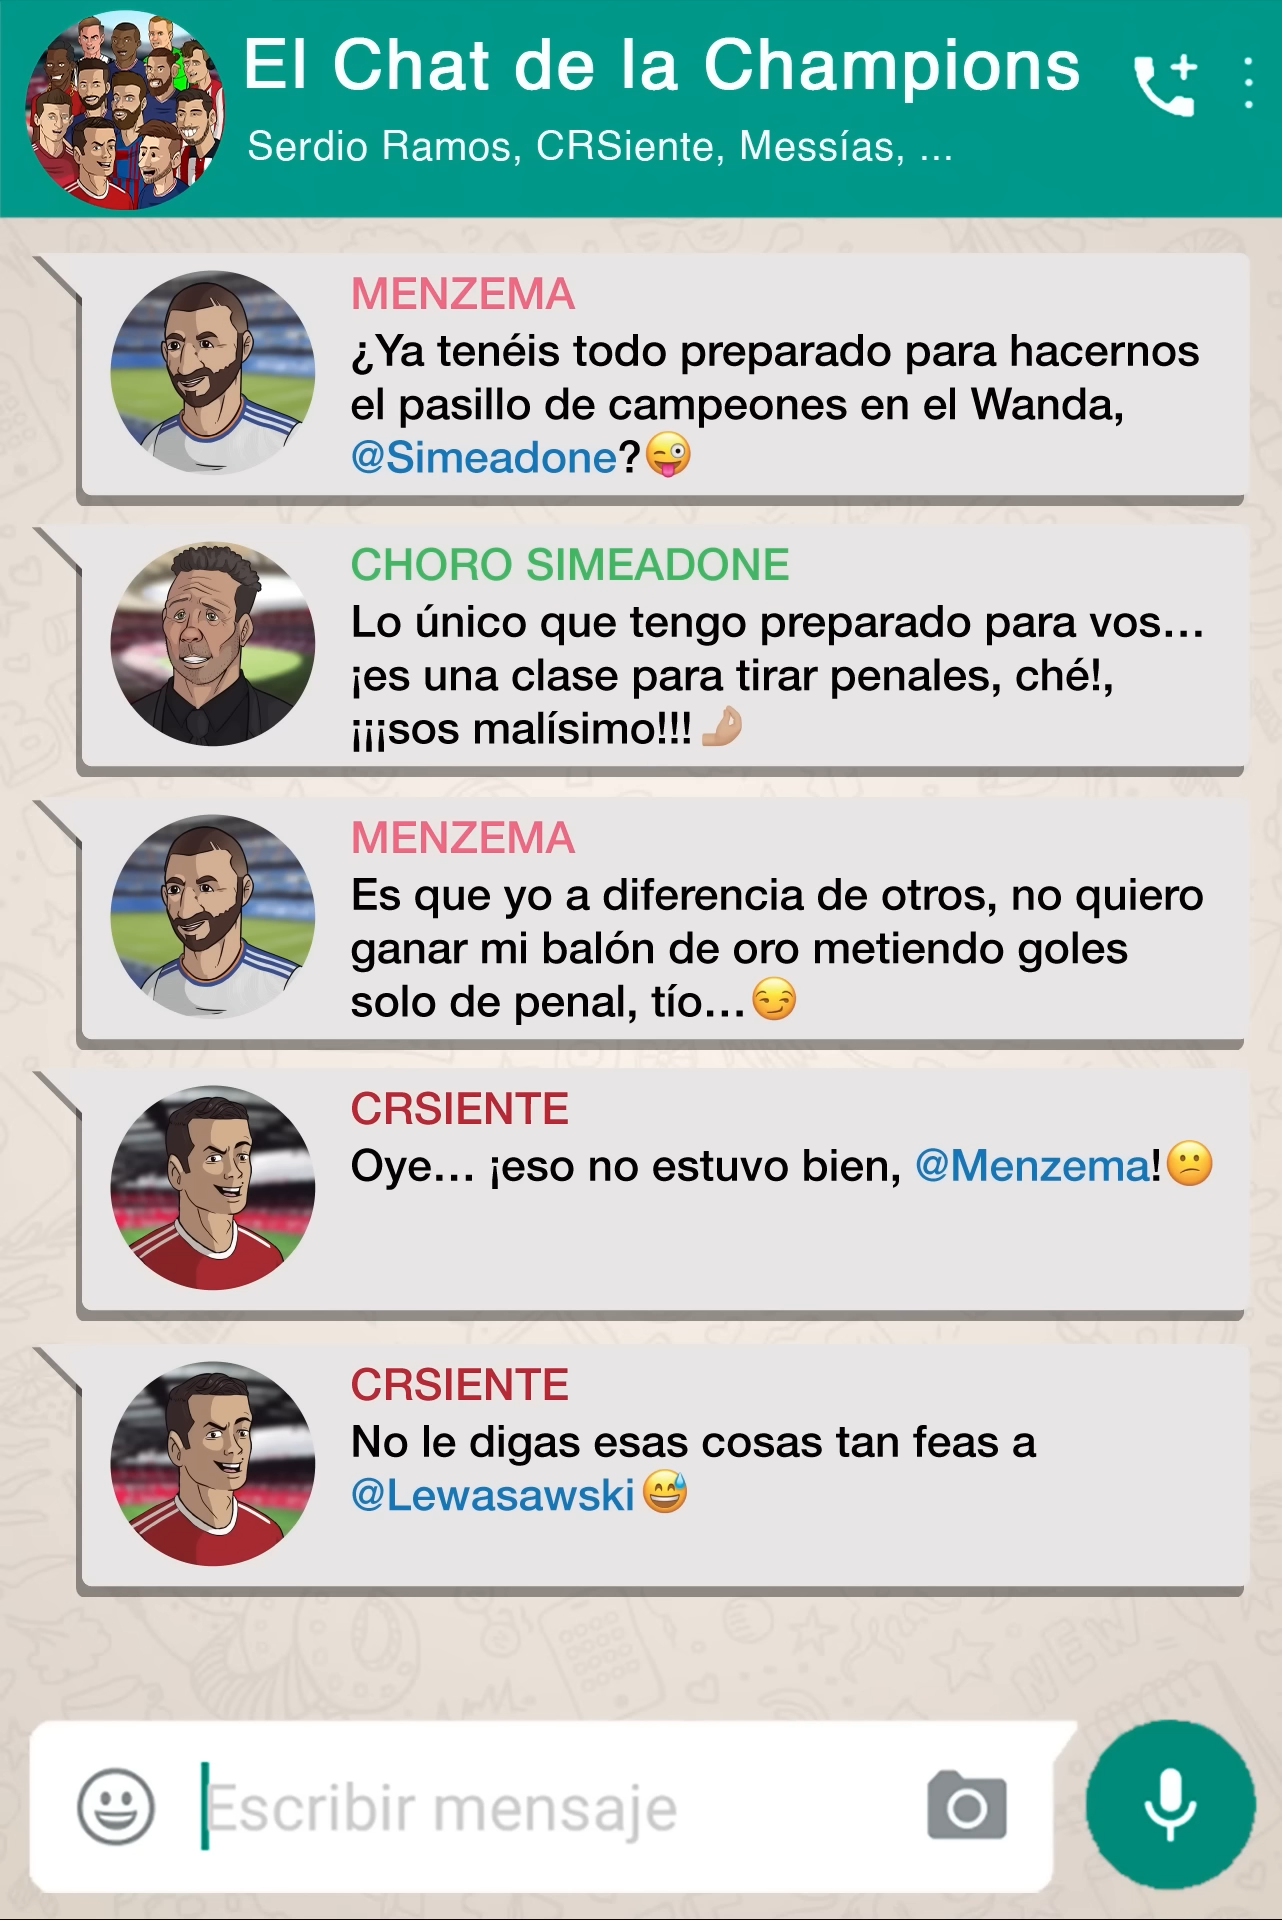 El Chat de la Champions
Serdio Ramos, CRSiente, Messías, ...
MENZEMA
¿Ya tenéis todo preparado para hacernos
el pasillo de campeones en el Wanda,
@Simeadone?😜
CHORO SIMEADONE
Lo único que tengo preparado para vos...
¡es una clase para tirar penales, ché!,
¡¡¡sos malísimo!!!🤌🏼
MENZEMA
Es que yo a diferencia de otros, no quiero
ganar mi balón de oro metiendo goles
solo de penal, tío...😏
CRSIENTE
Oye... ¡eso no estuvo bien, @Menzema!😕
CRSIENTE
No le digas esas cosas tan feas a
@Lewasawski😅
Escribir mensaje